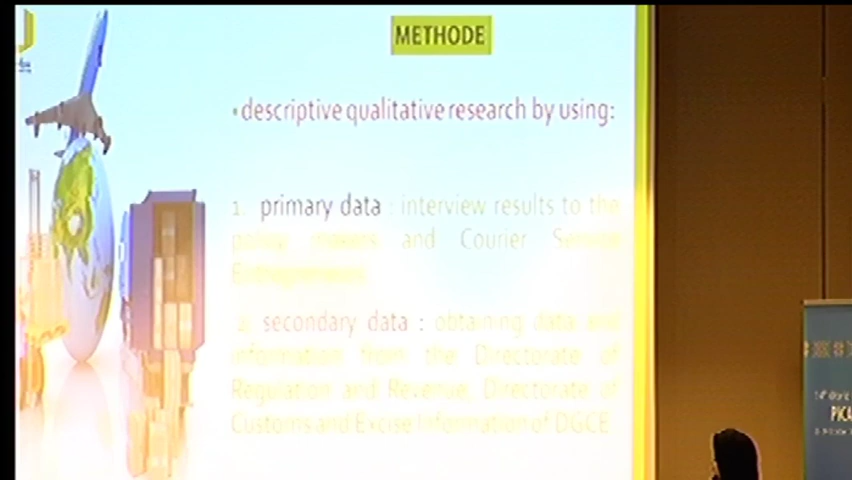 METHODE
• descriptive qualitative research by using:
1. primary data : interview results to the
policy makers and Courier Service
Entrepreneurs
2. secondary data : obtaining data and
information from the Directorate of
Regulation and Revenue, Directorate of
Customs and Excise Information of DGCE
14th World